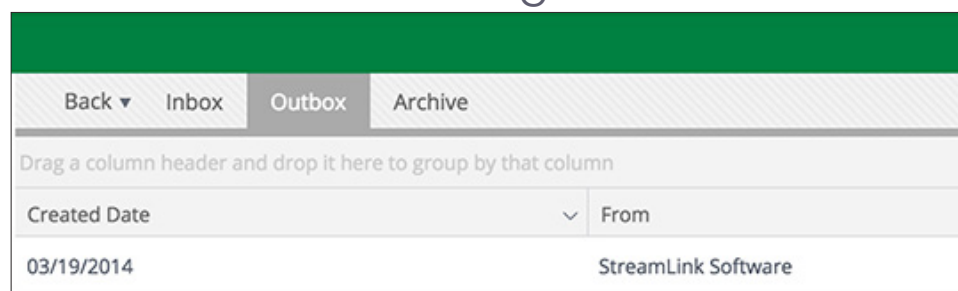 Back Inbox Outbox Archive
Drag a column header and drop it here to group by that column
Created Date From
03/19/2014 StreamLink Software